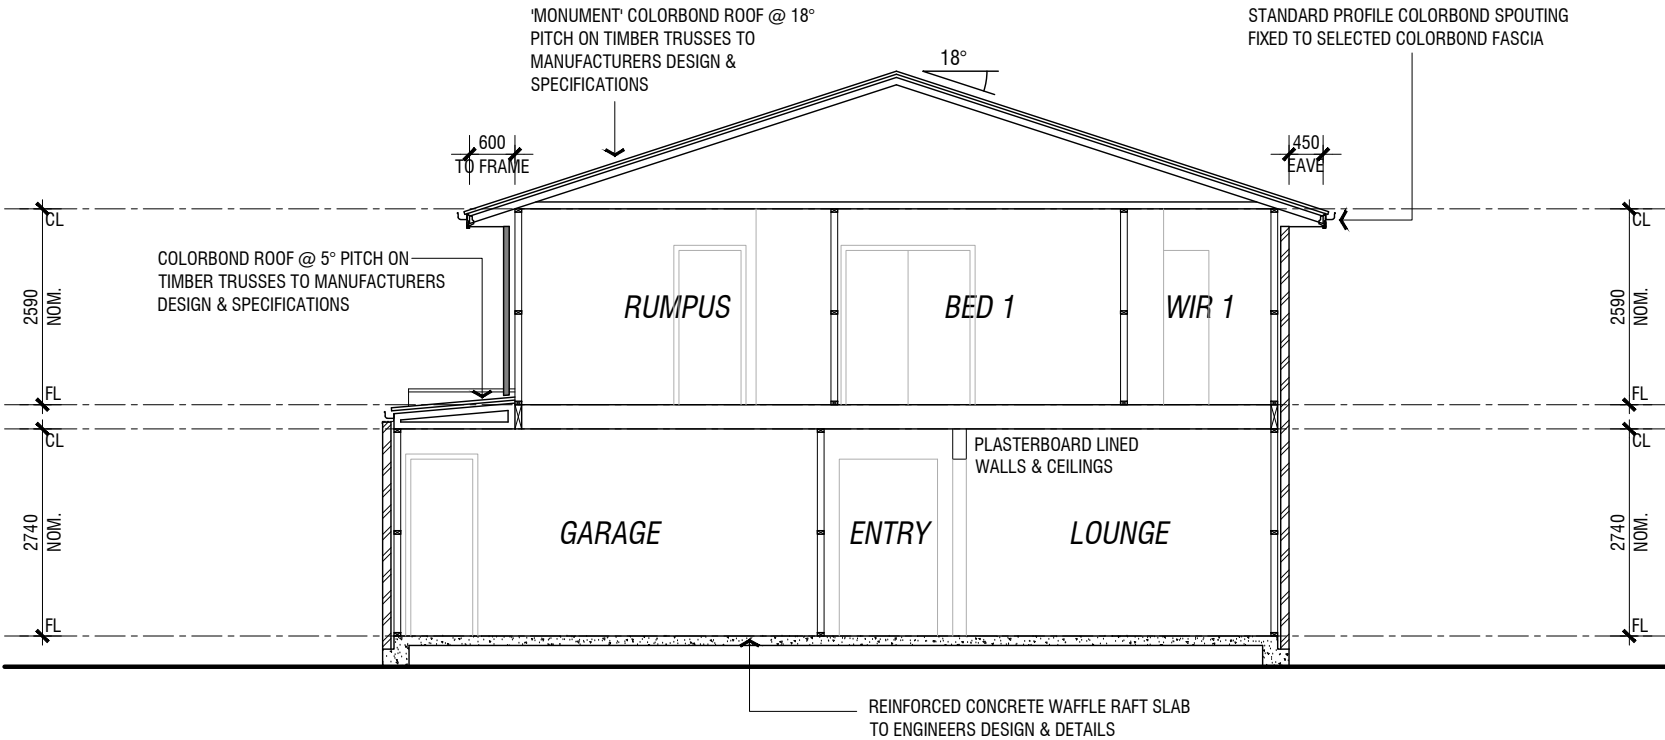 'MONUMENT' COLORBOND ROOF @ 18°
PITCH ON TIMBER TRUSSES TO
MANUFACTURERS DESIGN &
SPECIFICATIONS
STANDARD PROFILE COLORBOND SPOUTING
FIXED TO SELECTED COLORBOND FASCIA
18°
600
TO FRAME
450
EAVE
CL
CL
COLORBOND ROOF @ 5° PITCH ON
TIMBER TRUSSES TO MANUFACTURERS
DESIGN & SPECIFICATIONS
2590
NOM.
RUMPUS
BED 1
WIR 1
2590
NOM.
FL
FL
CL
CL
PLASTERBOARD LINED
WALLS & CEILINGS
2740
NOM.
GARAGE
ENTRY
LOUNGE
2740
NOM.
FL
FL
REINFORCED CONCRETE WAFFLE RAFT SLAB
TO ENGINEERS DESIGN & DETAILS